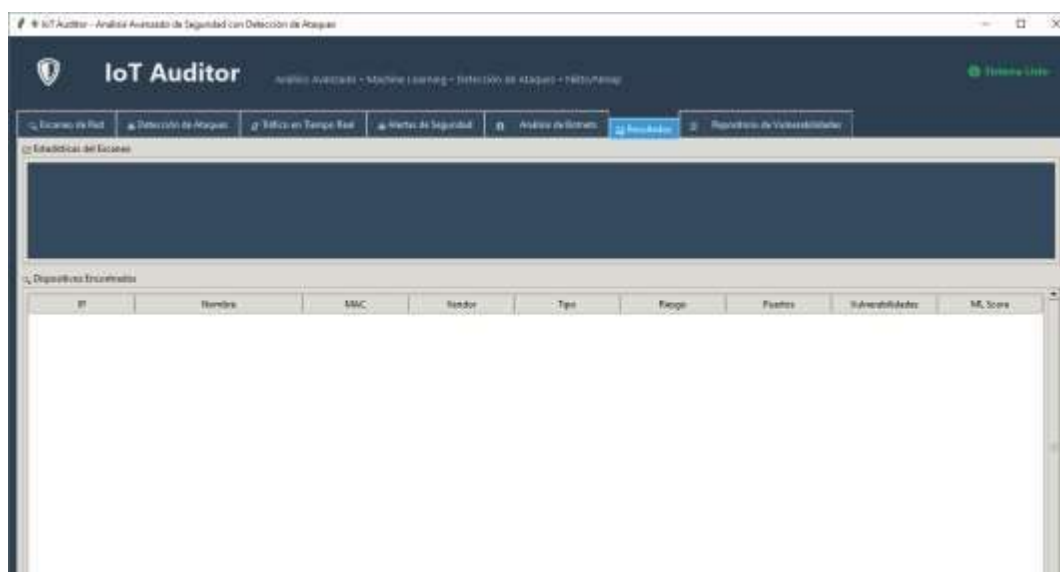 IoT Auditor - Análisis Avanzado de Seguridad con Detección de Ataques
IoT Auditor
Análisis Avanzado • Machine Learning • Detección de Ataques •
Sistema Listo
Escaneo de Red
Detección de Ataques
Tráfico en Tiempo Real
Alertas de Seguridad
Análisis de Botnets
Resultados
Repositorio de Vulnerabilidades
Estadísticas del Escaneo
Dispositivos Encontrados
IP
Nombre
MAC
Vendor
Tipo
Riesgo
Puertos
Vulnerabilidades
ML Score